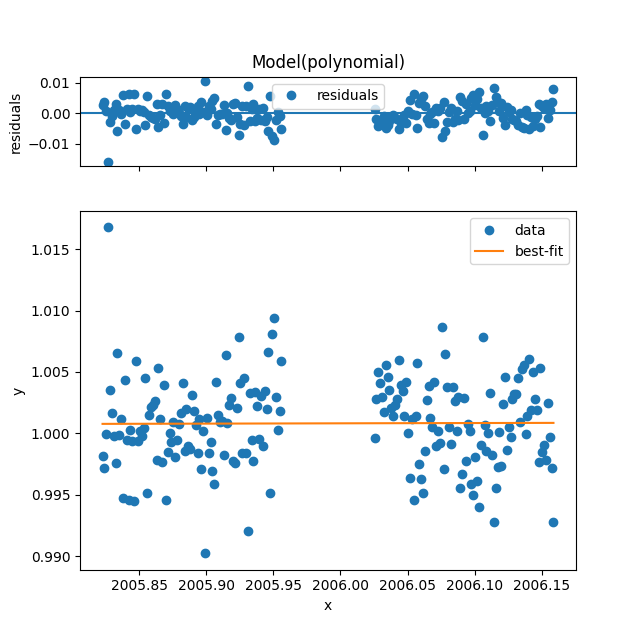 Model(polynomial)
0.01
0.00
−0.01
residuals
residuals
1.015
1.010
1.005
1.000
0.995
0.990
y
data
best-fit
2005.85 2005.90 2005.95 2006.00 2006.05 2006.10 2006.15
x